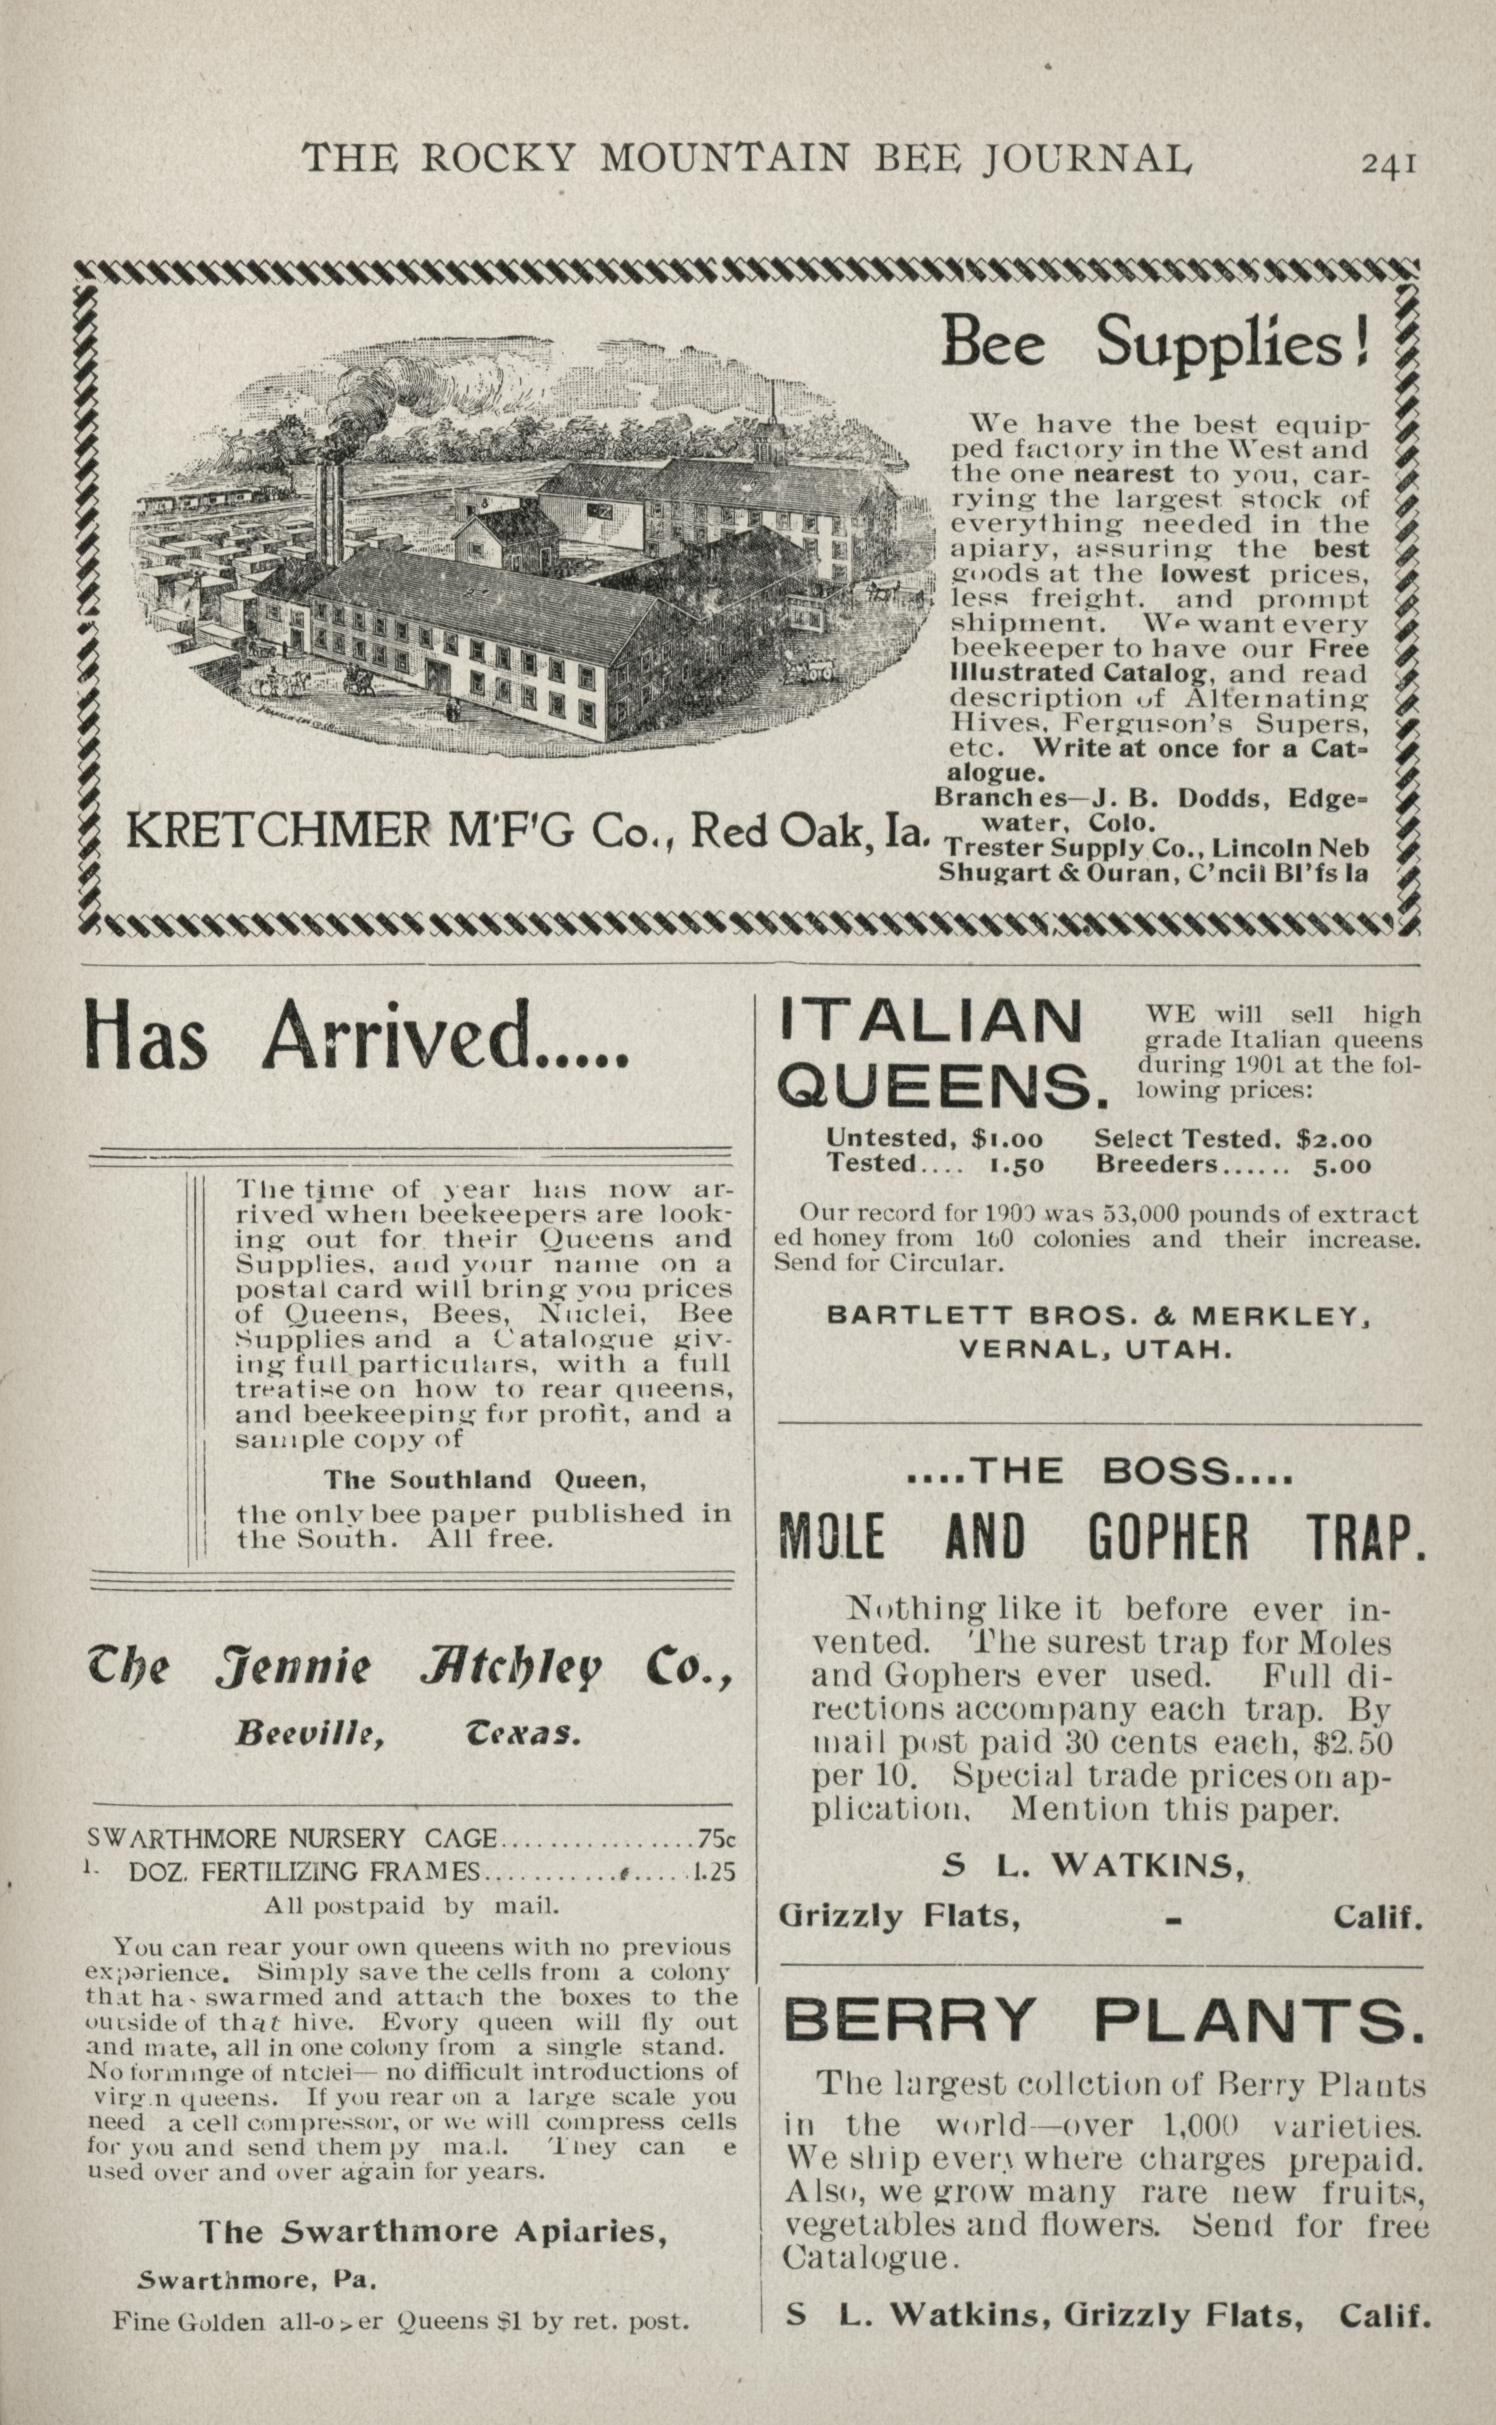 THE ROCKY MOUNTAIN BEE JOURNAL 241
Bee Supplies!
We have the best equip-
ped factory in the West and
the one nearest to you, car-
rying the largest stock of
everything needed in the
apiary, assuring the best
goods at the lowest prices,
less freight. and prompt
shipment. We want every
beekeeper to have our Free
Illustrated Catalog, and read
description of Alternating
Hives, Ferguson's Supers,
etc. Write at once for a Cat-
alogue.
Branches—J. B. Dodds, Edge-
water, Colo.
Trester Supply Co., Lincoln Neb
Shugart & Ouran, C'ncil Bl'fs Ia
KRETCHMER M'F'G Co., Red Oak, Ia.
Has Arrived.....
The time of year has now ar-
rived when beekeepers are look-
ing out for their Queens and
Supplies, and your name on a
postal card will bring you prices
of Queens, Bees, Nuclei, Bee
Supplies and a Catalogue giv-
ing full particulars, with a full
treatise on how to rear queens,
and beekeeping for profit, and a
sample copy of
The Southland Queen,
the only bee paper published in
the South. All free.
The Jennie Atchley Co.,
Beeville, Texas.
SWARTHMORE NURSERY CAGE................75c
1- DOZ. FERTILIZING FRAMES.................1.25
All postpaid by mail.
You can rear your own queens with no previous
experience. Simply save the cells from a colony
that ha- swarmed and attach the boxes to the
outside of that hive. Evory queen will fly out
and mate, all in one colony from a single stand.
No forminge of ntclei— no difficult introductions of
virg.n queens. If you rear on a large scale you
need a cell compressor, or we will compress cells
for you and send them py ma.l. They can e
used over and over again for years.
The Swarthmore Apiaries,
Swarthmore, Pa.
Fine Golden all-o>er Queens $1 by ret. post.
ITALIAN
QUEENS.
WE will sell high
grade Italian queens
during 1901 at the fol-
lowing prices:
Untested, $1.00 Select Tested. $2.00
Tested.... 1.50 Breeders...... 5.00
Our record for 1900 was 53,000 pounds of extract
ed honey from 160 colonies and their increase.
Send for Circular.
BARTLETT BROS. & MERKLEY,
VERNAL, UTAH.
....THE BOSS....
MOLE AND GOPHER TRAP.
Nothing like it before ever in-
vented. The surest trap for Moles
and Gophers ever used. Full di-
rections accompany each trap. By
mail post paid 30 cents each, $2.50
per 10. Special trade prices on ap-
plication. Mention this paper.
S L. WATKINS,
Grizzly Flats, - Calif.
BERRY PLANTS.
The largest collction of Berry Plants
in the world—over 1,000 varieties.
We ship every where charges prepaid.
Also, we grow many rare new fruits,
vegetables and flowers. Send for free
Catalogue.
S L. Watkins, Grizzly Flats, Calif.